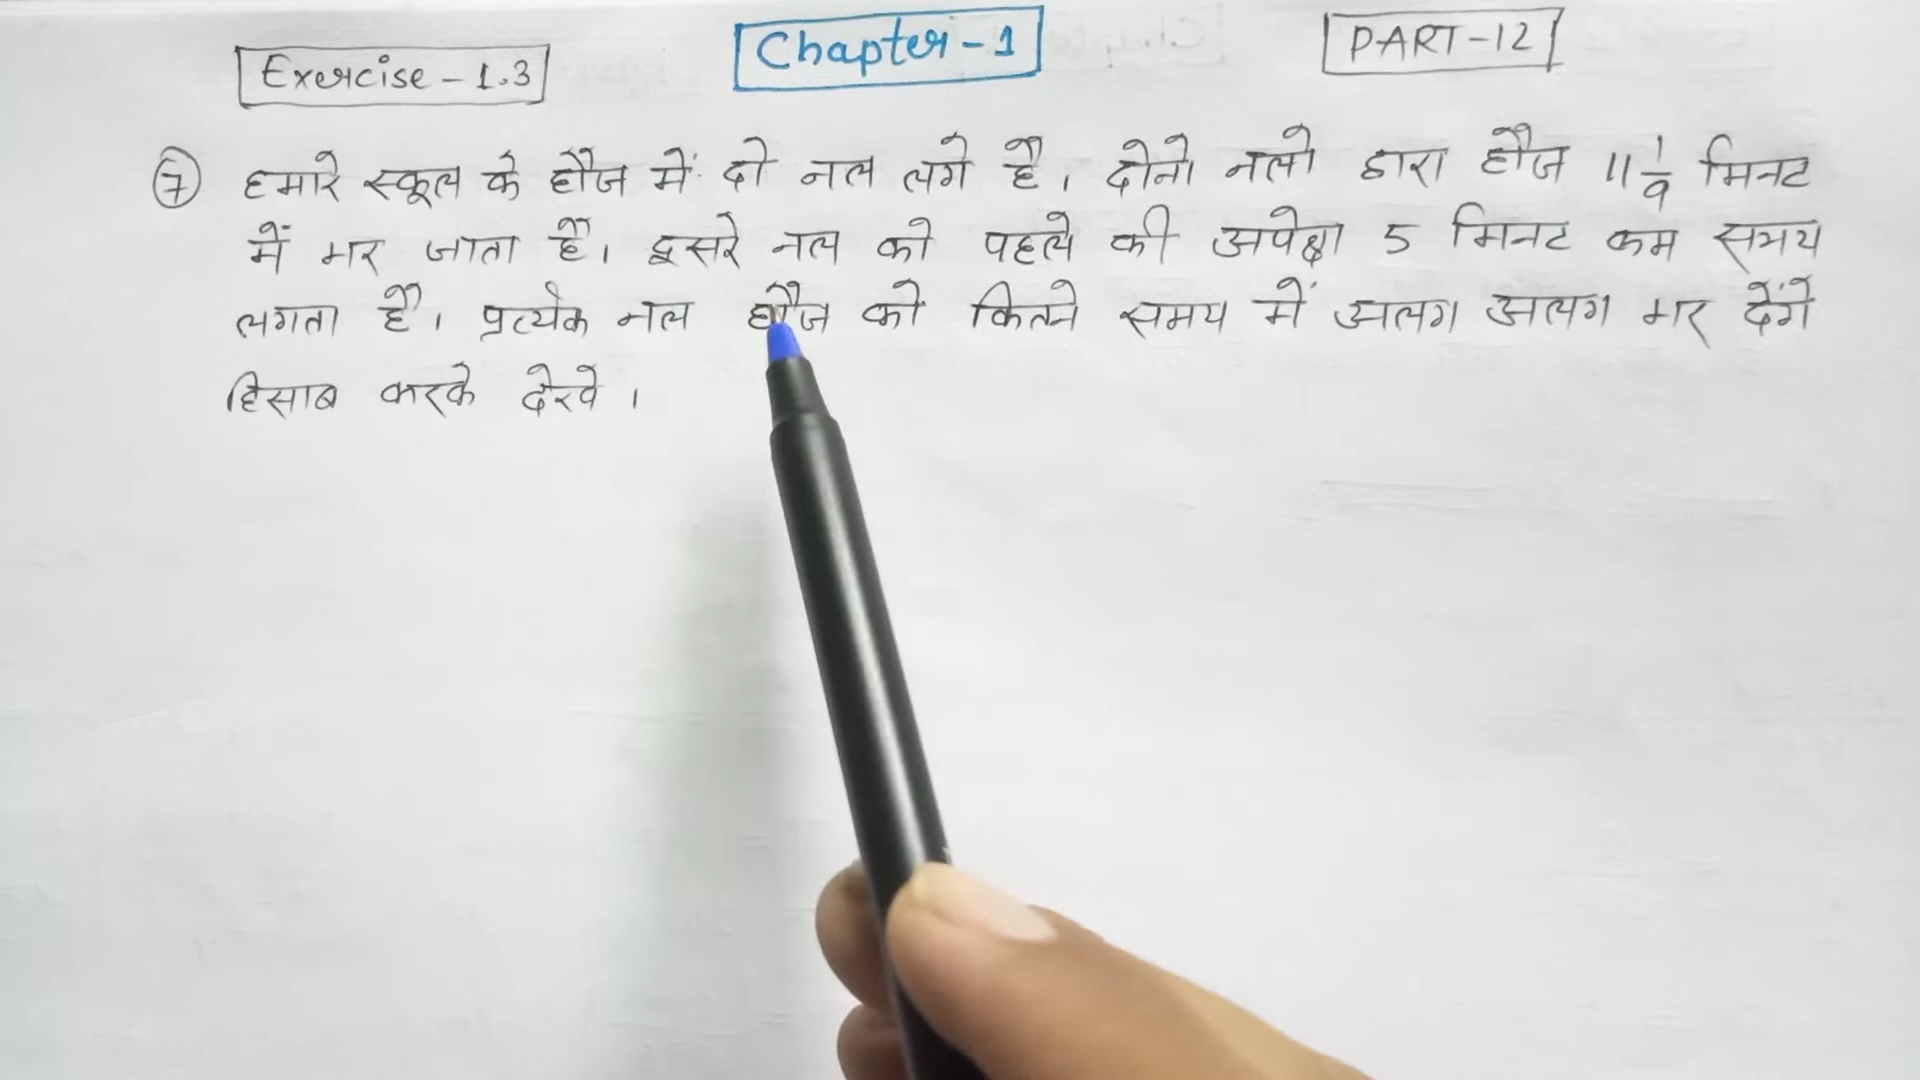 Exercise - 1.3
Chapter - 1
PART-12
7 हमारे स्कूल के हौज में दो नल लगे है। दोनो नलो द्वारा हौज 11 1/9 मिनट
में भर जाता है। दूसरे नल को पहले की अपेक्षा 5 मिनट कम समय
लगता है। प्रत्येक नल हौज को कितने समय में अलग अलग भर देंगे
हिसाब करके देखे।